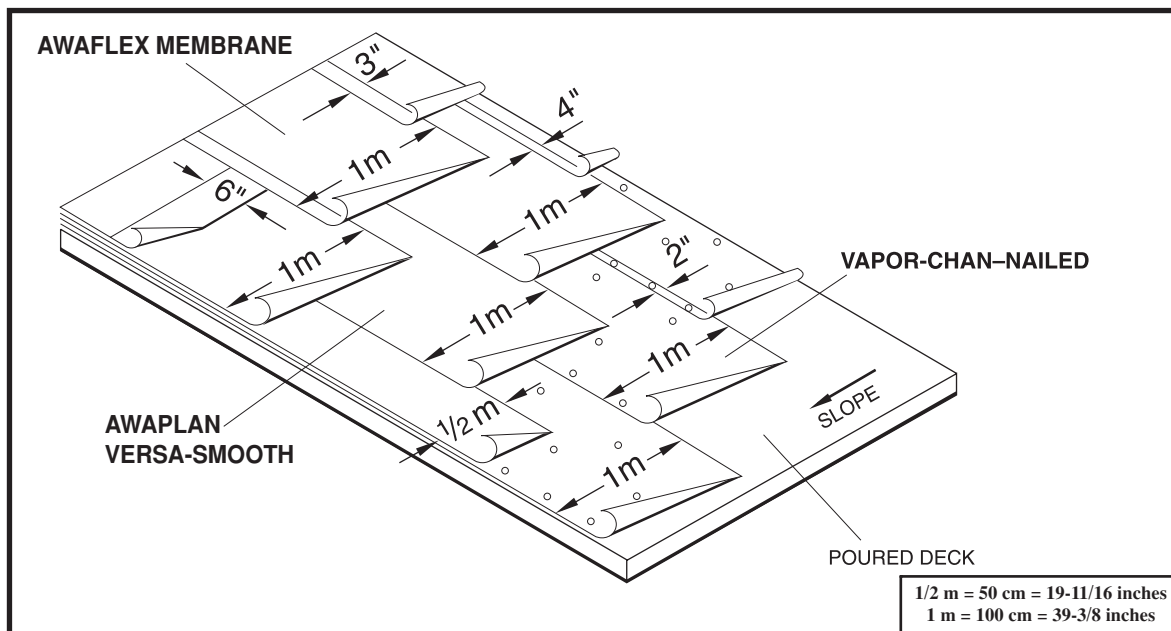 AWAFLEX MEMBRANE
3"
4"
1m
6"
1m
1m
2"
VAPOR-CHAN–NAILED
1m
1m
SLOPE
AWAPLAN
VERSA-SMOOTH
1/2 m
1m
POURED DECK
1/2 m = 50 cm = 19-11/16 inches
1 m = 100 cm = 39-3/8 inches